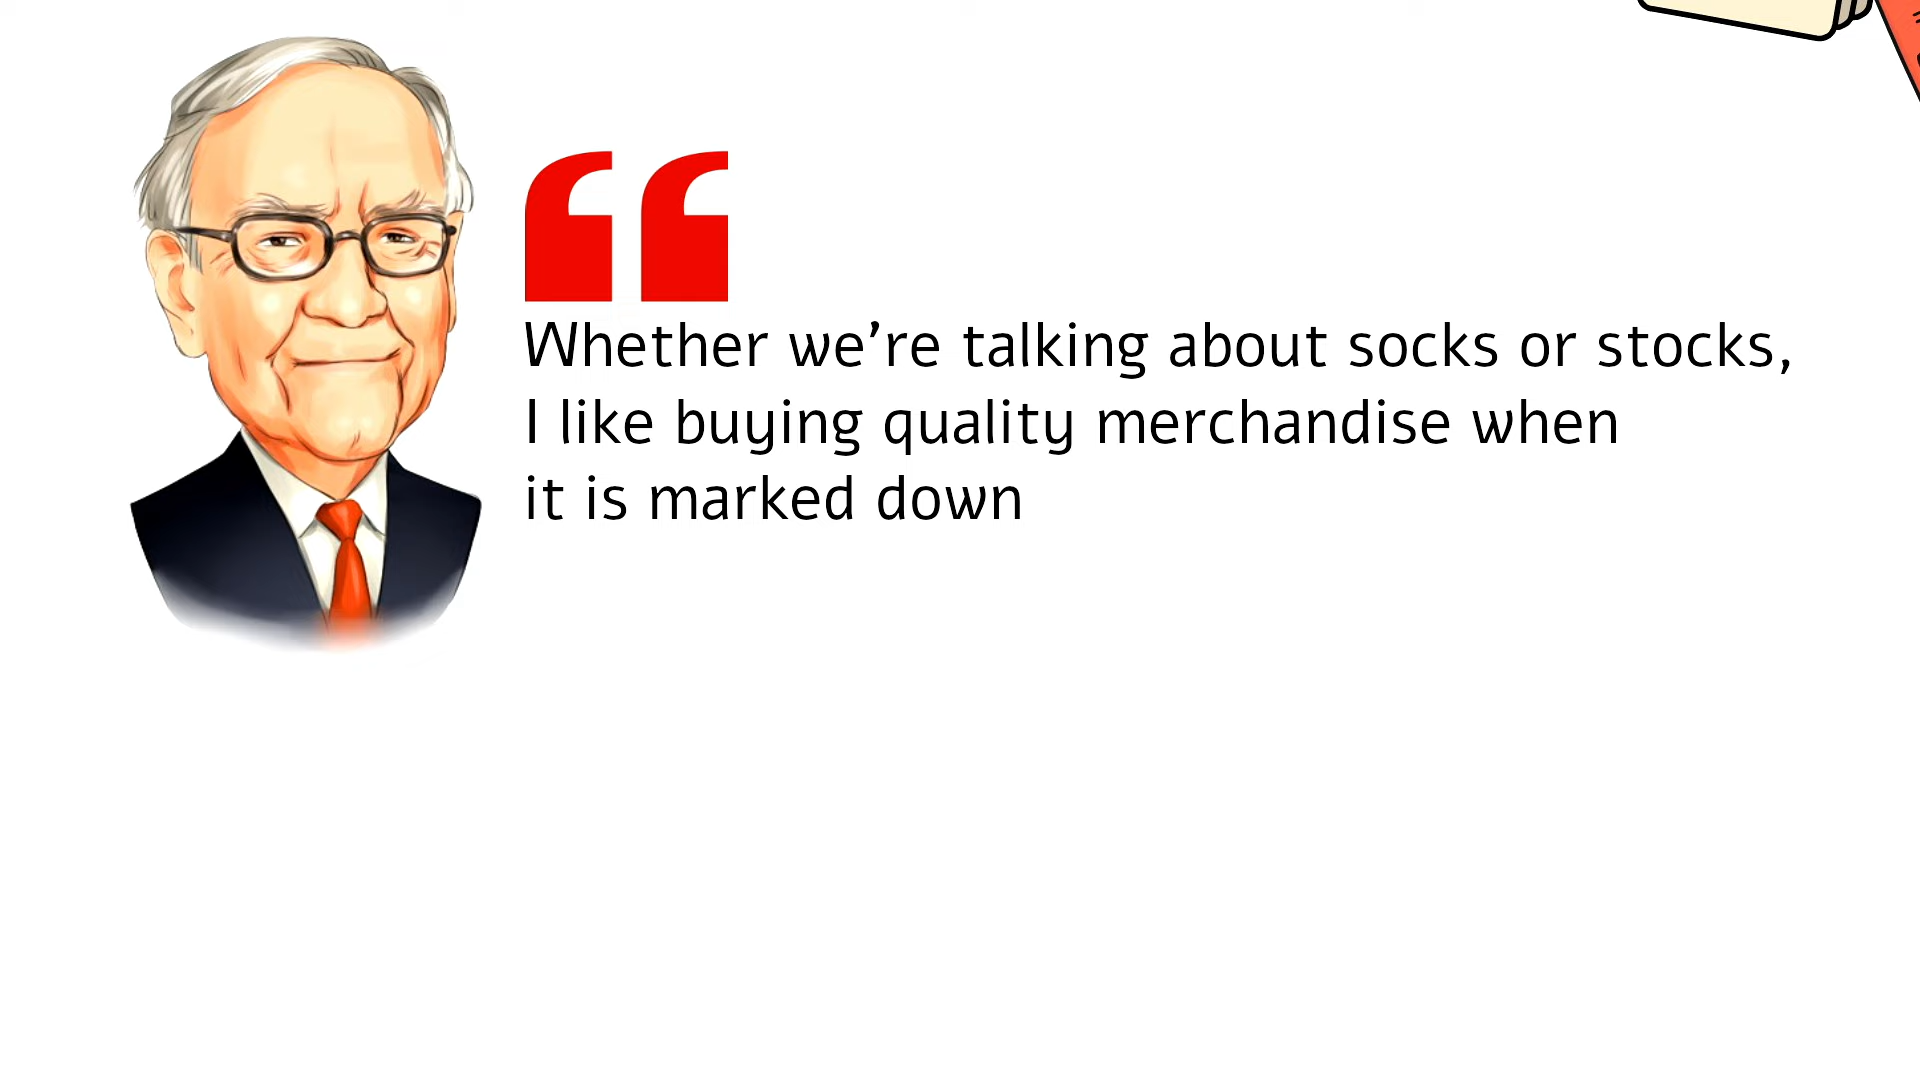 Whether we’re talking about socks or stocks,
I like buying quality merchandise when
it is marked down